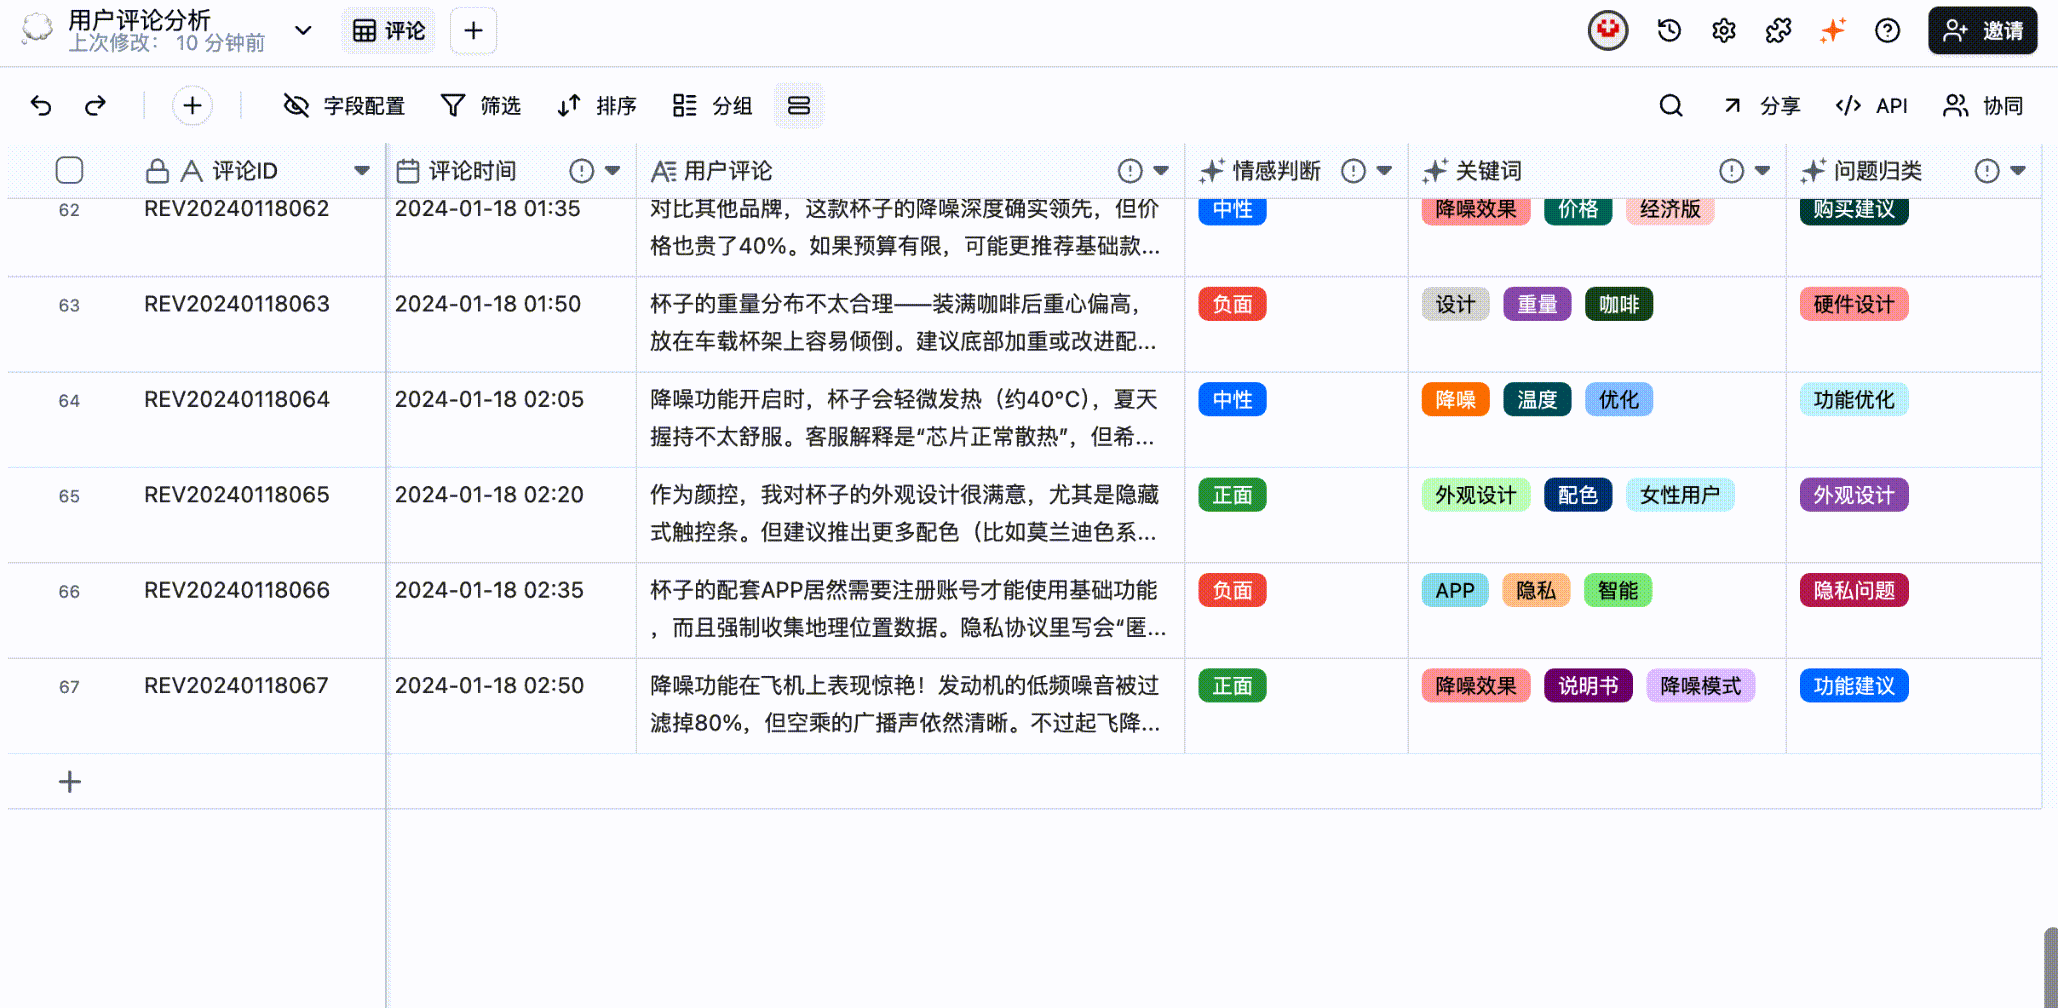 用户评论分析
上次修改： 10 分钟前
评论
邀请
字段配置 筛选 排序 分组
分享 API 协同
评论ID 评论时间 用户评论 情感判断 关键词 问题归类
62 REV20240118062 2024-01-18 01:35 对比其他品牌，这款杯子的降噪深度确实领先，但价 中性 降噪效果 价格 经济版 购买建议
格也贵了40%。如果预算有限，可能更推荐基础款...
63 REV20240118063 2024-01-18 01:50 杯子的重量分布不太合理——装满咖啡后重心偏高， 负面 设计 重量 咖啡 硬件设计
放在车载杯架上容易倾倒。建议底部加重或改进配...
64 REV20240118064 2024-01-18 02:05 降噪功能开启时，杯子会轻微发热（约40°C），夏天 中性 降噪 温度 优化 功能优化
握持不太舒服。客服解释是“芯片正常散热”，但希...
65 REV20240118065 2024-01-18 02:20 作为颜控，我对杯子的外观设计很满意，尤其是隐藏 正面 外观设计 配色 女性用户 外观设计
式触控条。但建议推出更多配色（比如莫兰迪色系...
66 REV20240118066 2024-01-18 02:35 杯子的配套APP居然需要注册账号才能使用基础功能 负面 APP 隐私 智能 隐私问题
，而且强制收集地理位置数据。隐私协议里写会“匿...
67 REV20240118067 2024-01-18 02:50 降噪功能在飞机上表现惊艳！发动机的低频噪音被过 正面 降噪效果 说明书 降噪模式 功能建议
滤掉80%，但空乘的广播声依然清晰。不过起飞降...